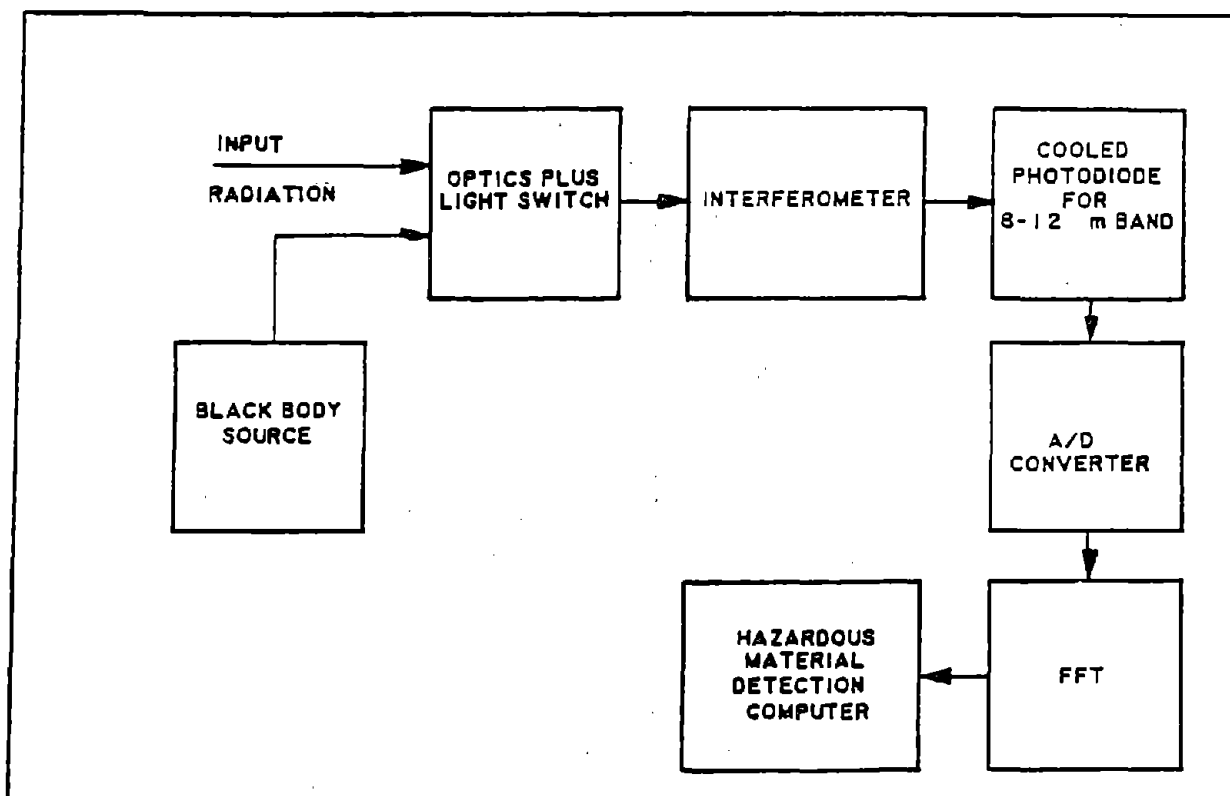 INPUT
RADIATION
OPTICS PLUS
LIGHT SWITCH
INTERFEROMETER
COOLED
PHOTODIODE
FOR
8-12 m BAND
BLACK BODY
SOURCE
A/D
CONVERTER
HAZARDOUS
MATERIAL
DETECTION
COMPUTER
FFT